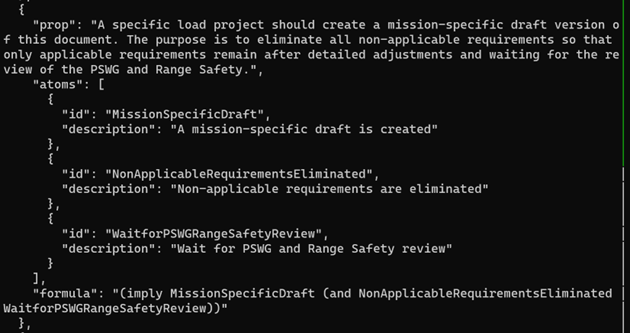 {
"prop": "A specific load project should create a mission-specific draft version o
f this document. The purpose is to eliminate all non-applicable requirements so that
only applicable requirements remain after detailed adjustments and waiting for the re
view of the PSWG and Range Safety.",
"atoms": [
{
"id": "MissionSpecificDraft",
"description": "A mission-specific draft is created"
},
{
"id": "NonApplicableRequirementsEliminated",
"description": "Non-applicable requirements are eliminated"
},
{
"id": "WaitforPSWGRangeSafetyReview",
"description": "Wait for PSWG and Range Safety review"
}
],
"formula": "(imply MissionSpecificDraft (and NonApplicableRequirementsEliminated
WaitforPSWGRangeSafetyReview))"
},